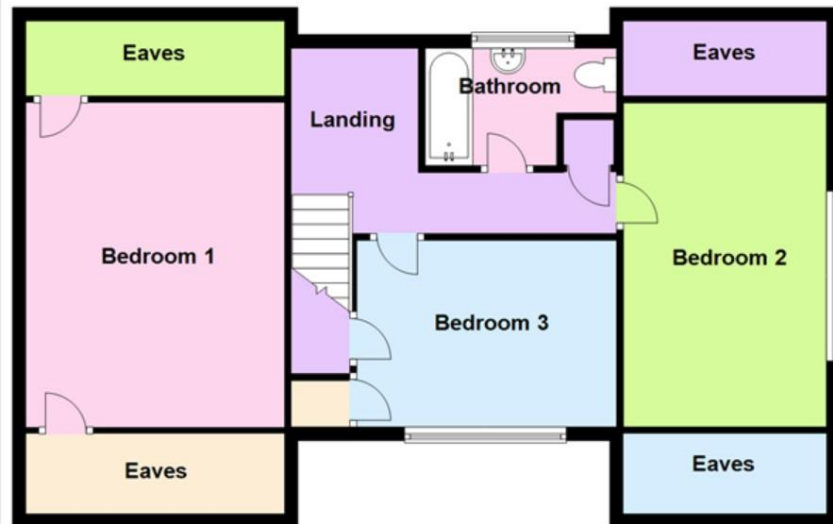 Eaves
Eaves
Bathroom
Landing
Bedroom 1
Bedroom 2
Bedroom 3
Eaves
Eaves